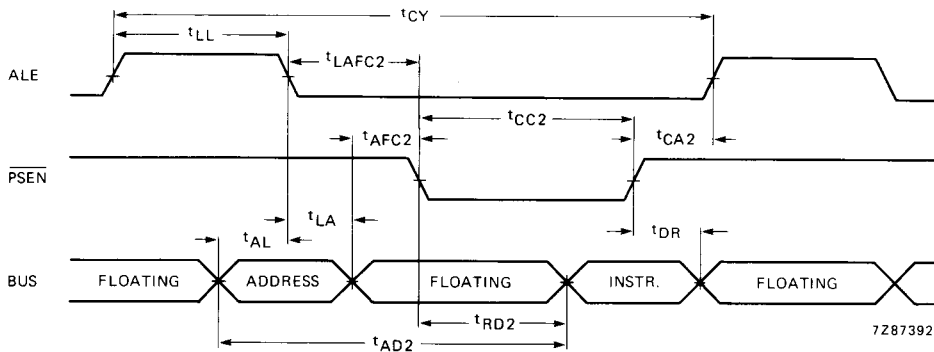 tCY
tLL
tLAFC2
ALE
tCC2
tAFC2
tCA2
PSEN
tLA
tAL
tDR
BUS
FLOATING ADDRESS FLOATING INSTR. FLOATING
tRD2
tAD2
7Z87392